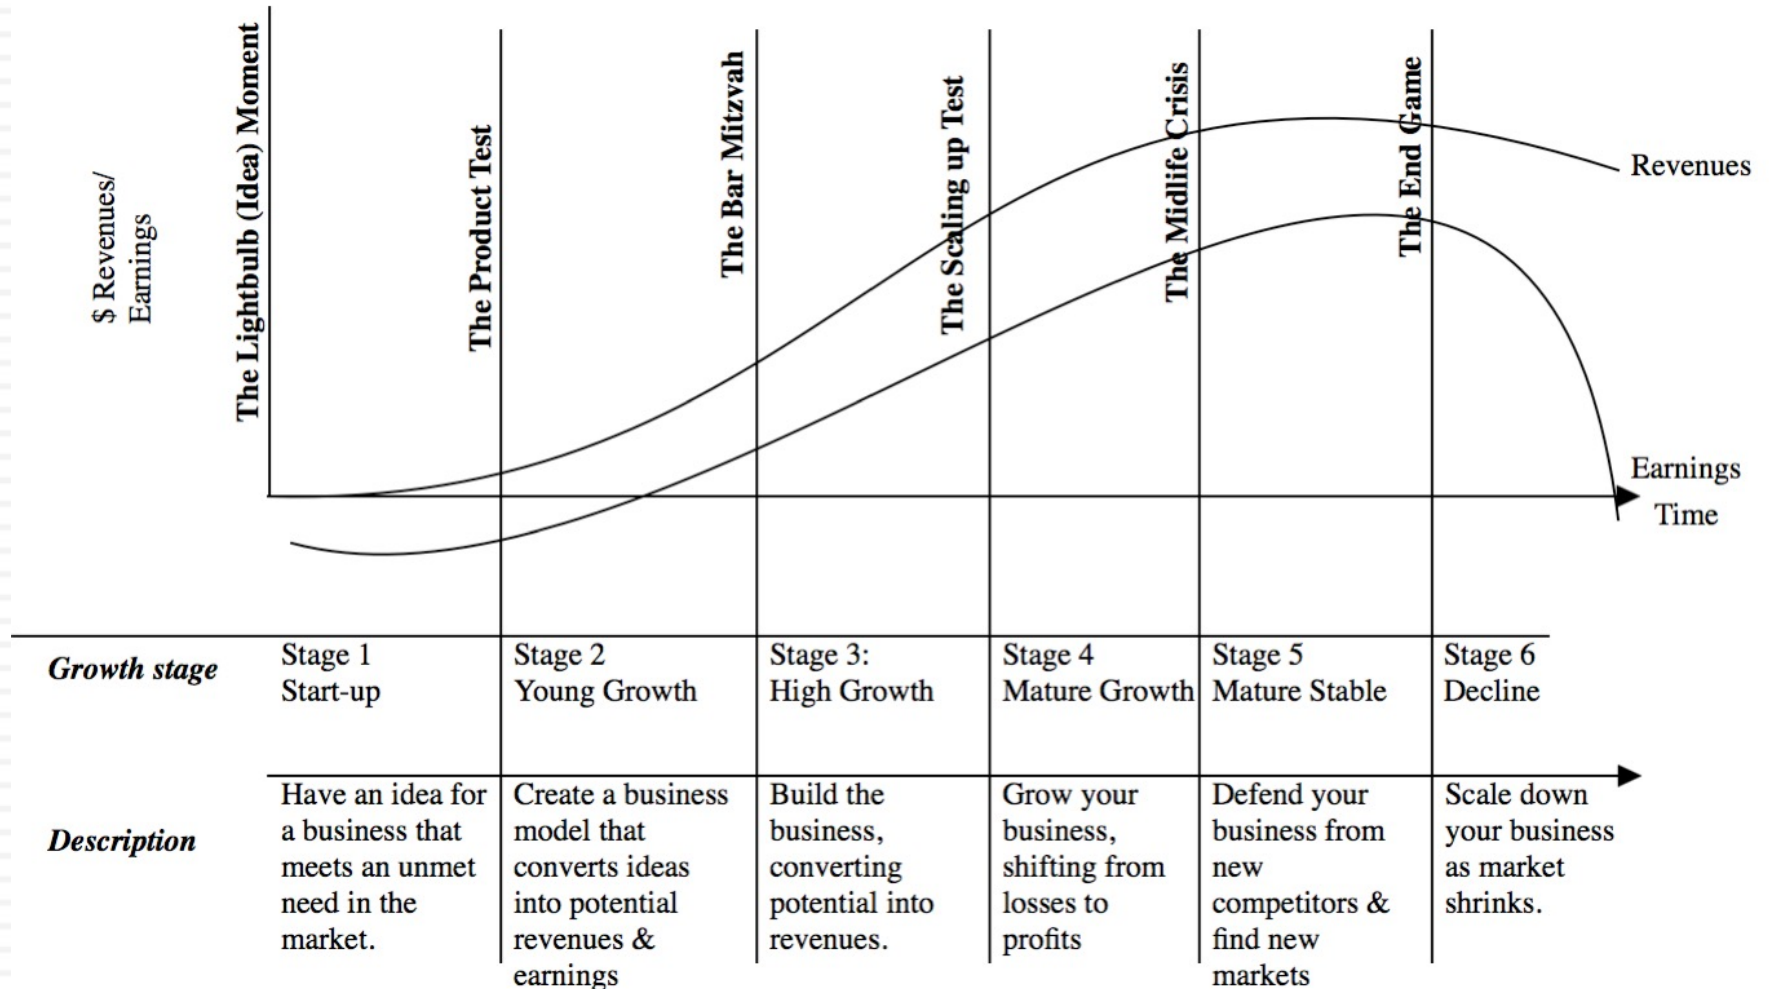 $ Revenues/
Earnings
The Lightbulb (Idea) Moment
The Product Test
The Bar Mitzvah
The Scaling up Test
The Midlife Crisis
The End Game
Revenues
Earnings
Time
Growth stage
Stage 1
Start-up
Stage 2
Young Growth
Stage 3:
High Growth
Stage 4
Mature Growth
Stage 5
Mature Stable
Stage 6
Decline
Description
Have an idea for
a business that
meets an unmet
need in the
market.
Create a business
model that
converts ideas
into potential
revenues &
earnings
Build the
business,
converting
potential into
revenues.
Grow your
business,
shifting from
losses to
profits
Defend your
business from
new
competitors &
find new
markets
Scale down
your business
as market
shrinks.